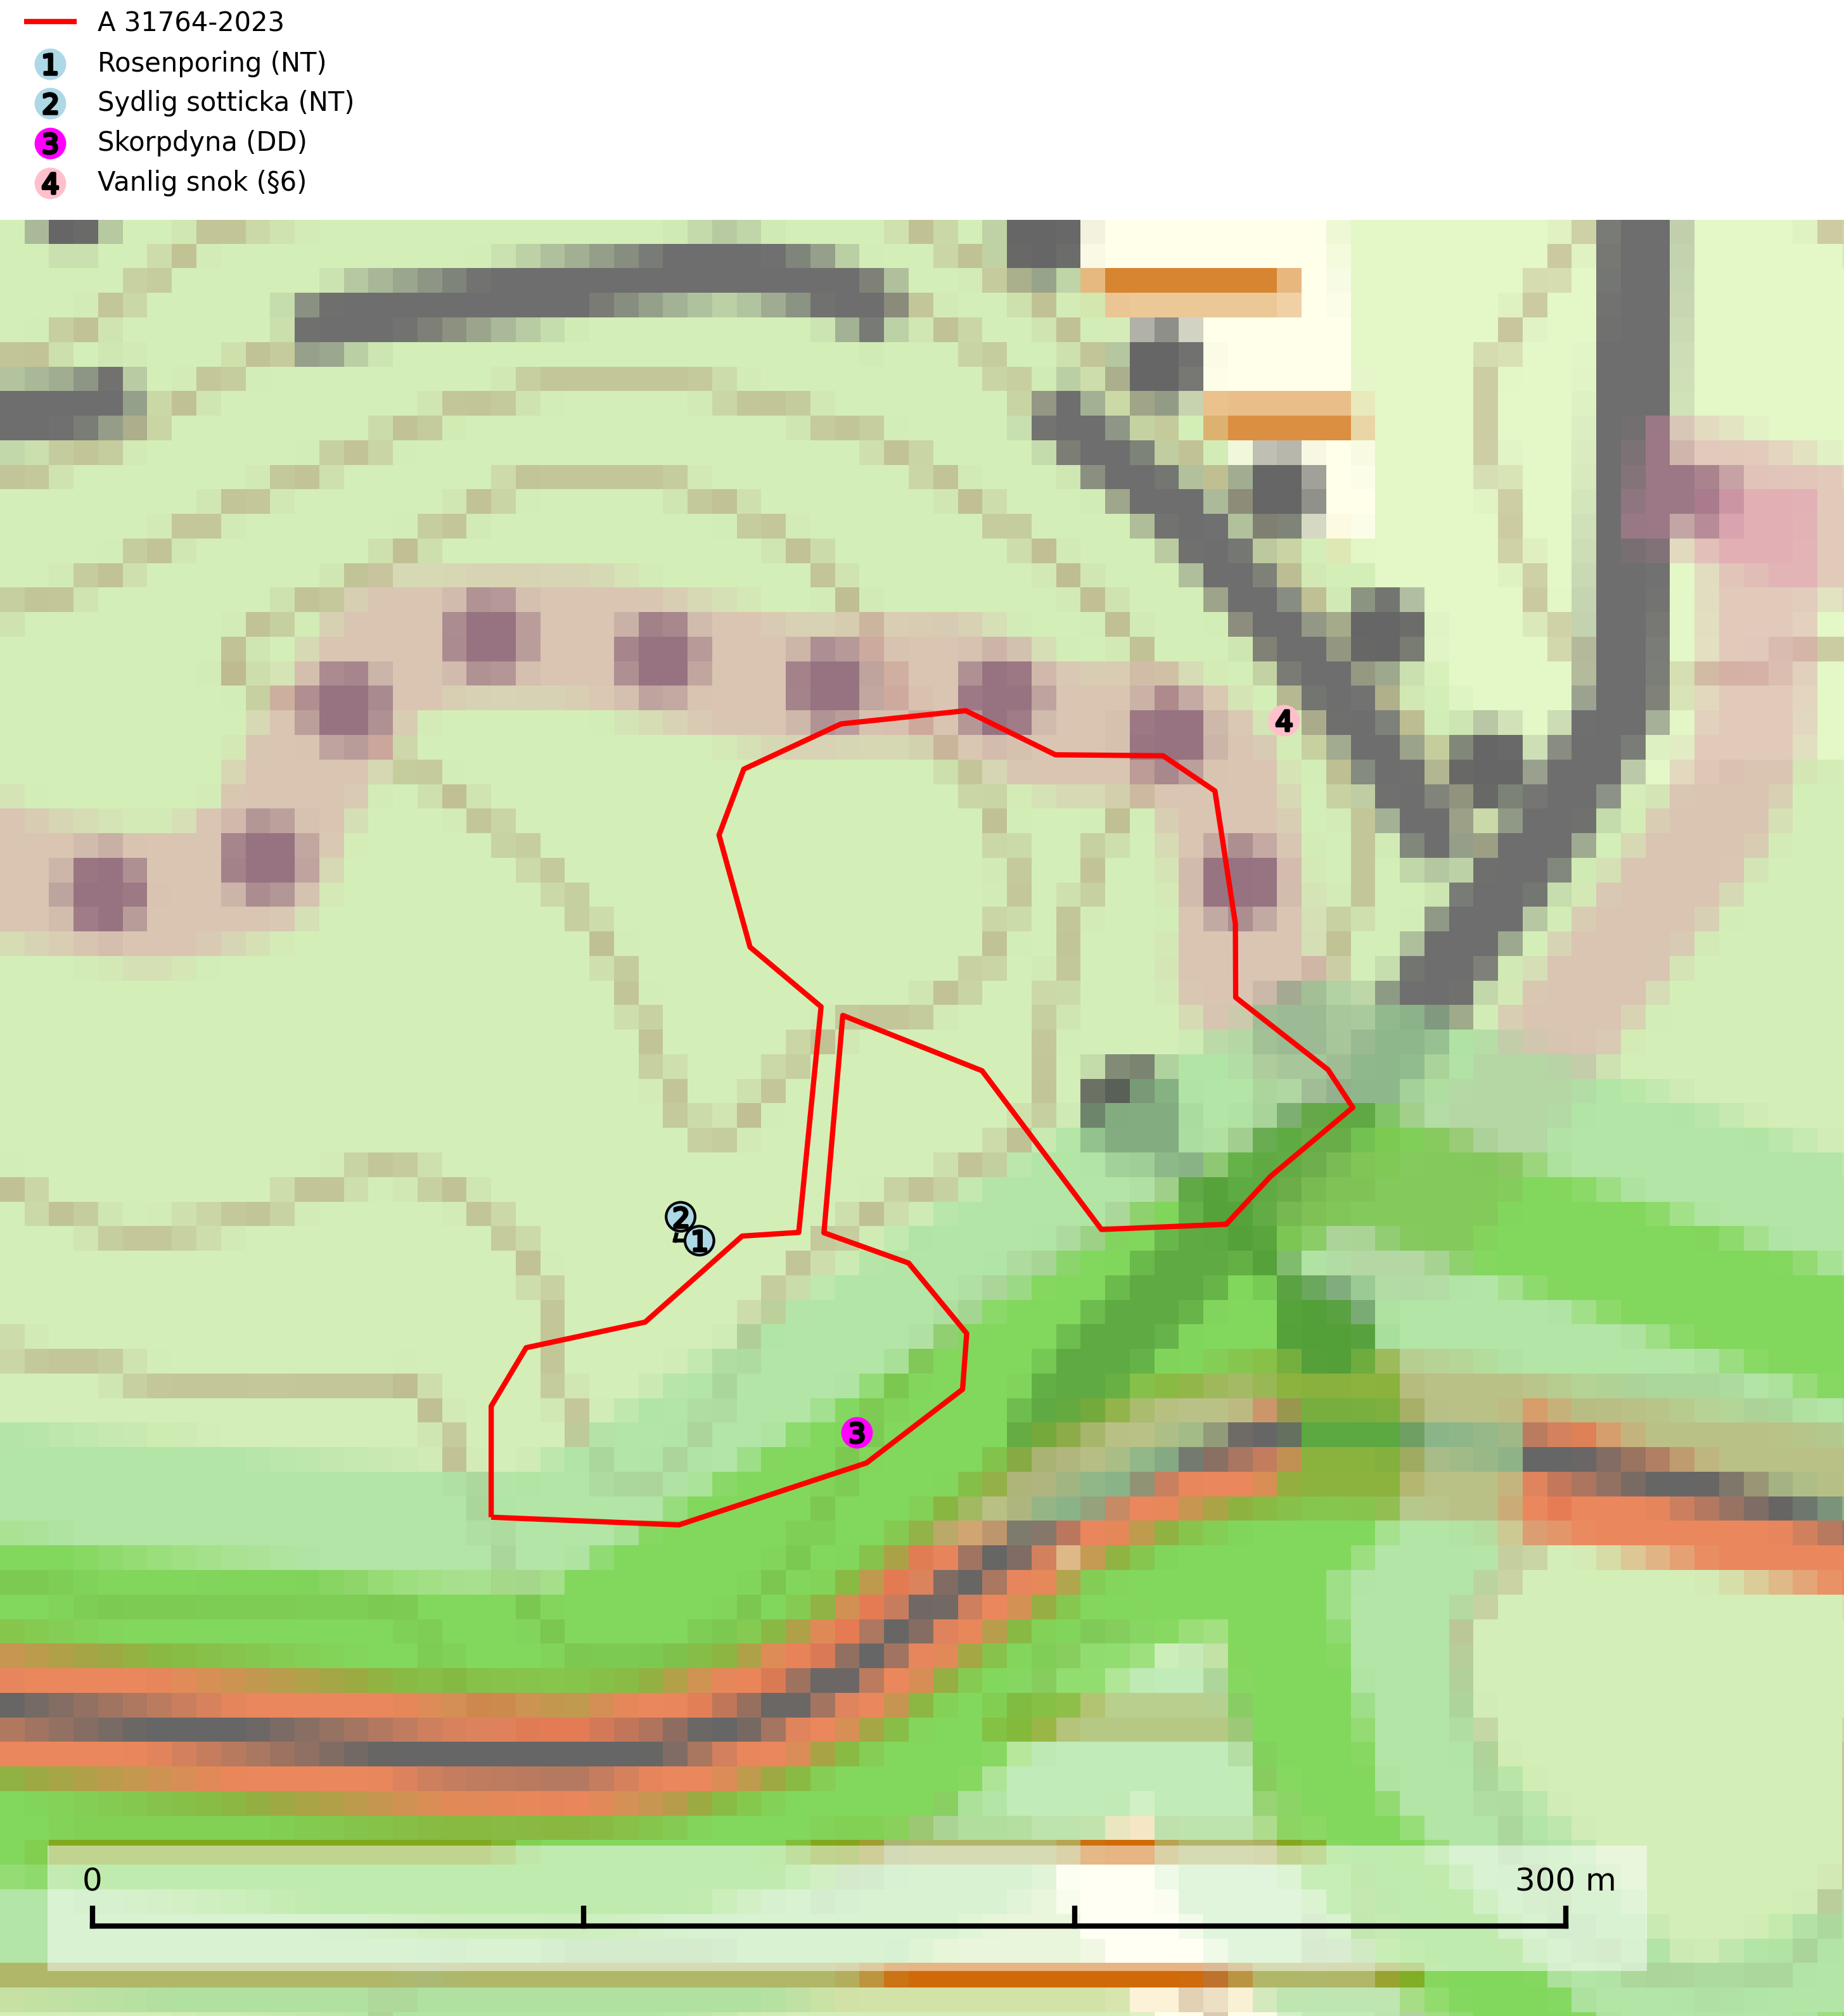 A 31764-2023
1 Rosenporing (NT)
2 Sydlig sotticka (NT)
3 Skorpdyna (DD)
4 Vanlig snok (§6)
4
2
1
3
0 300 m